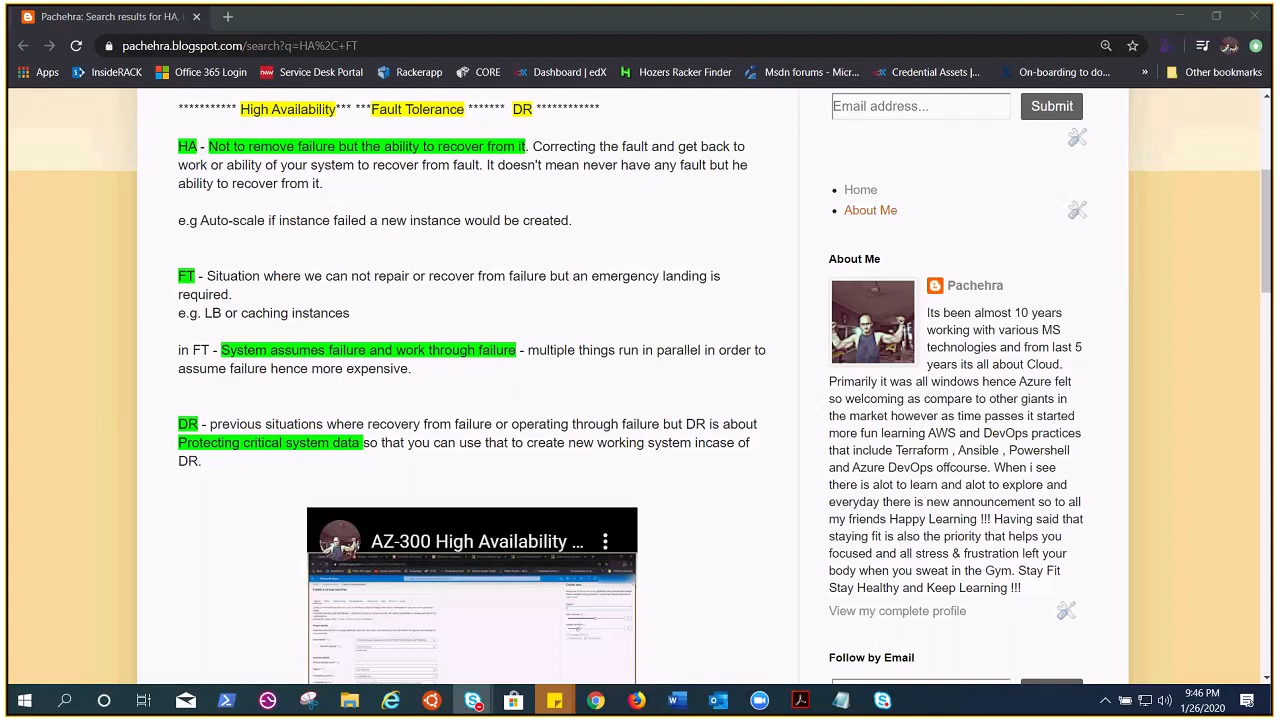 Pachehra: Search results for HA,
pachehra.blogspot.com/search?q=HA%2C+FT
Apps InsideRACK Office 365 Login Service Desk Portal Rackerapp CORE Dashboard | edX Hozers Racker Finder Msdn forums - Micr... Credential Assets,... On-boarding to do... » Other bookmarks
*********** High Availability*** ***Fault Tolerance ******* DR ************
HA - Not to remove failure but the ability to recover from it. Correcting the fault and get back to
work or ability of your system to recover from fault. It doesn't mean never have any fault but he
ability to recover from it.
e.g Auto-scale if instance failed a new instance would be created.
FT - Situation where we can not repair or recover from failure but an emergency landing is
required.
e.g. LB or caching instances
in FT - System assumes failure and work through failure - multiple things run in parallel in order to
assume failure hence more expensive.
DR - previous situations where recovery from failure or operating through failure but DR is about
Protecting critical system data so that you can use that to create new working system incase of
DR.
AZ-300 High Availability ...
Email address...
Submit
Home
About Me
About Me
Pachehra
Its been almost 10 years
working with various MS
technologies and from last 5
years its all about Cloud.
Primarily it was all windows hence Azure felt
so welcoming as compare to other giants in
the market however as time passes it started
more fun learning AWS and DevOps practices
that include Terraform , Ansible , Powershell
and Azure DevOps offcourse. When i see
there is alot to learn and alot to explore and
everyday there is new announcement so to all
my friends Happy Learning !!! Having said that
staying fit is also the priority that helps you
focused and all stress & frustration left your
body when you sweat in the Gym. Stay Fit
Stay Healthy and Keep Learning !!!
View my complete profile
Follow by Email
9:46 PM
1/26/2020